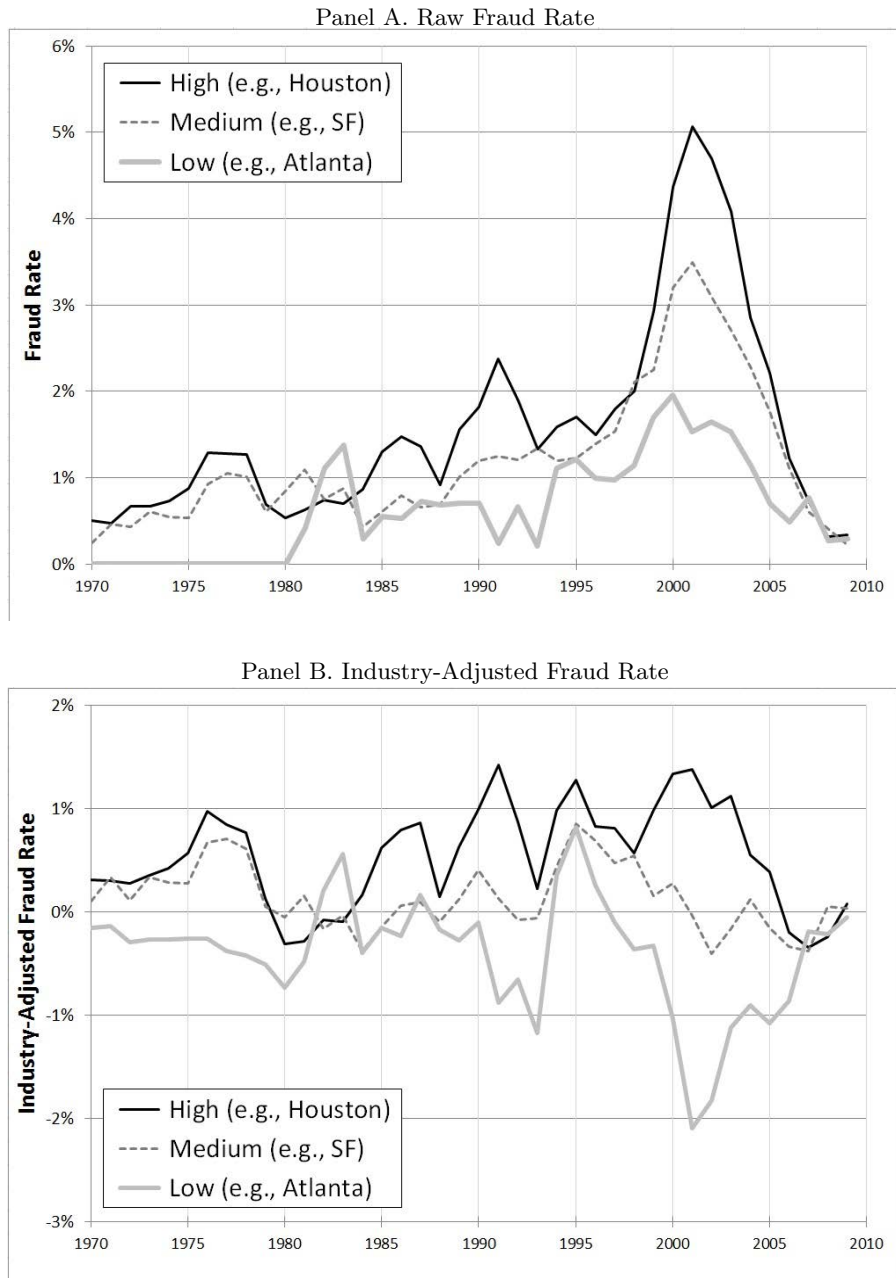 Panel A. Raw Fraud Rate
6%
5%
4%
3%
2%
1%
0%
Fraud Rate
High (e.g., Houston)
Medium (e.g., SF)
Low (e.g., Atlanta)
1970 1975 1980 1985 1990 1995 2000 2005 2010
Panel B. Industry-Adjusted Fraud Rate
2%
1%
0%
-1%
-2%
-3%
Industry-Adjusted Fraud Rate
High (e.g., Houston)
Medium (e.g., SF)
Low (e.g., Atlanta)
1970 1975 1980 1985 1990 1995 2000 2005 2010